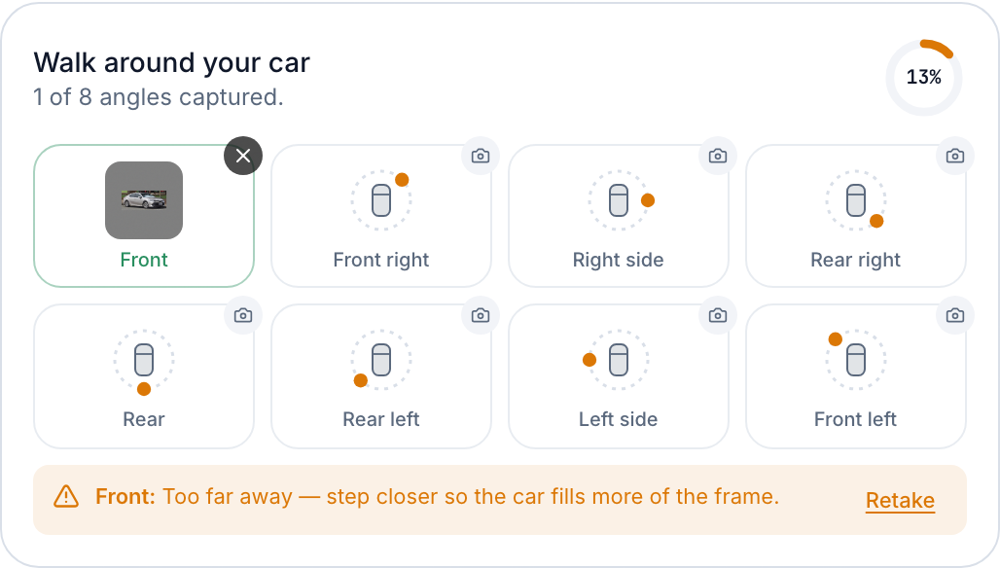 Walk around your car
1 of 8 angles captured.
13%
Front
Front right
Right side
Rear right
Rear
Rear left
Left side
Front left
Front: Too far away — step closer so the car fills more of the frame.
Retake